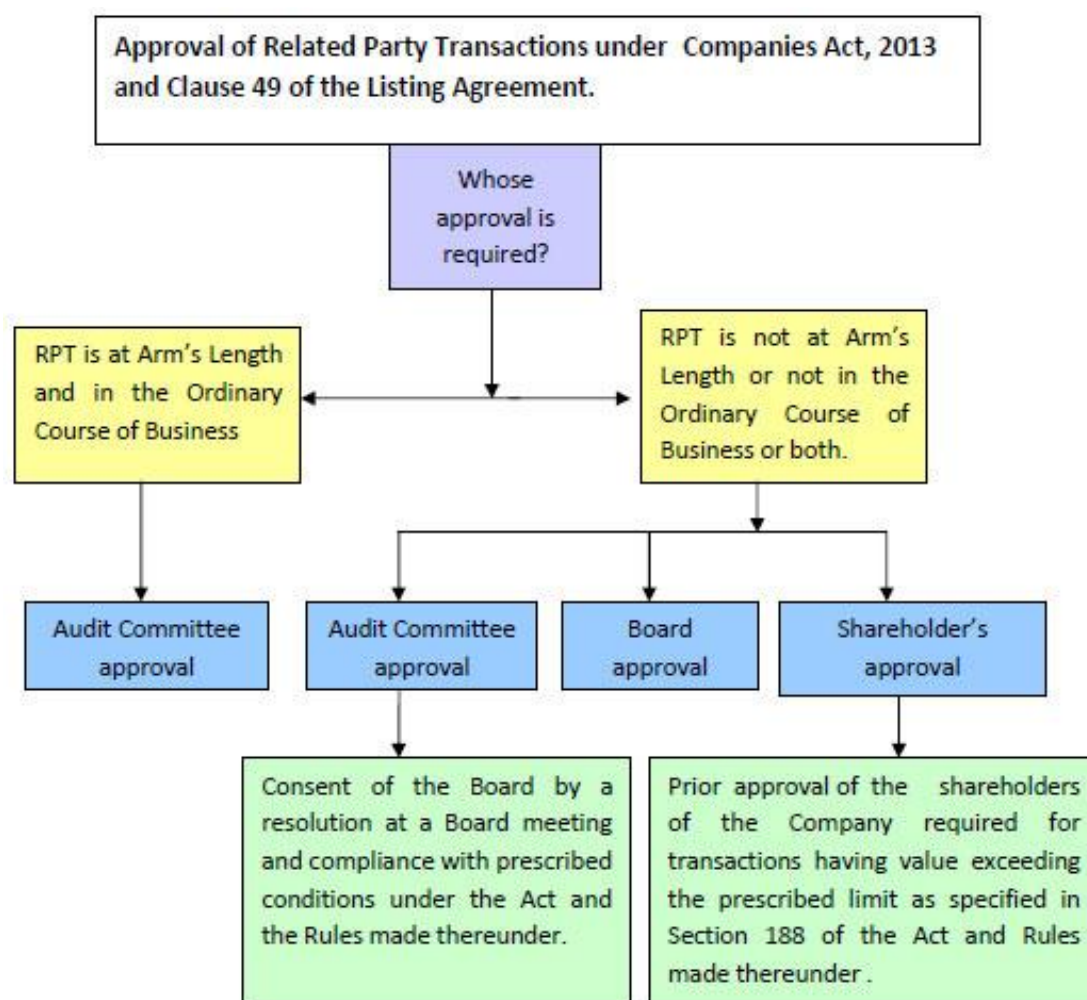 Approval of Related Party Transactions under Companies Act, 2013
and Clause 49 of the Listing Agreement.
Whose
approval is
required?
RPT is at Arm's Length
and in the Ordinary
Course of Business
RPT is not at Arm's
Length or not in the
Ordinary Course of
Business or both.
Audit Committee
approval
Audit Committee
approval
Board
approval
Shareholder's
approval
Consent of the Board by a
resolution at a Board meeting
and compliance with prescribed
conditions under the Act and
the Rules made thereunder.
Prior approval of the shareholders
of the Company required for
transactions having value exceeding
the prescribed limit as specified in
Section 188 of the Act and Rules
made thereunder .